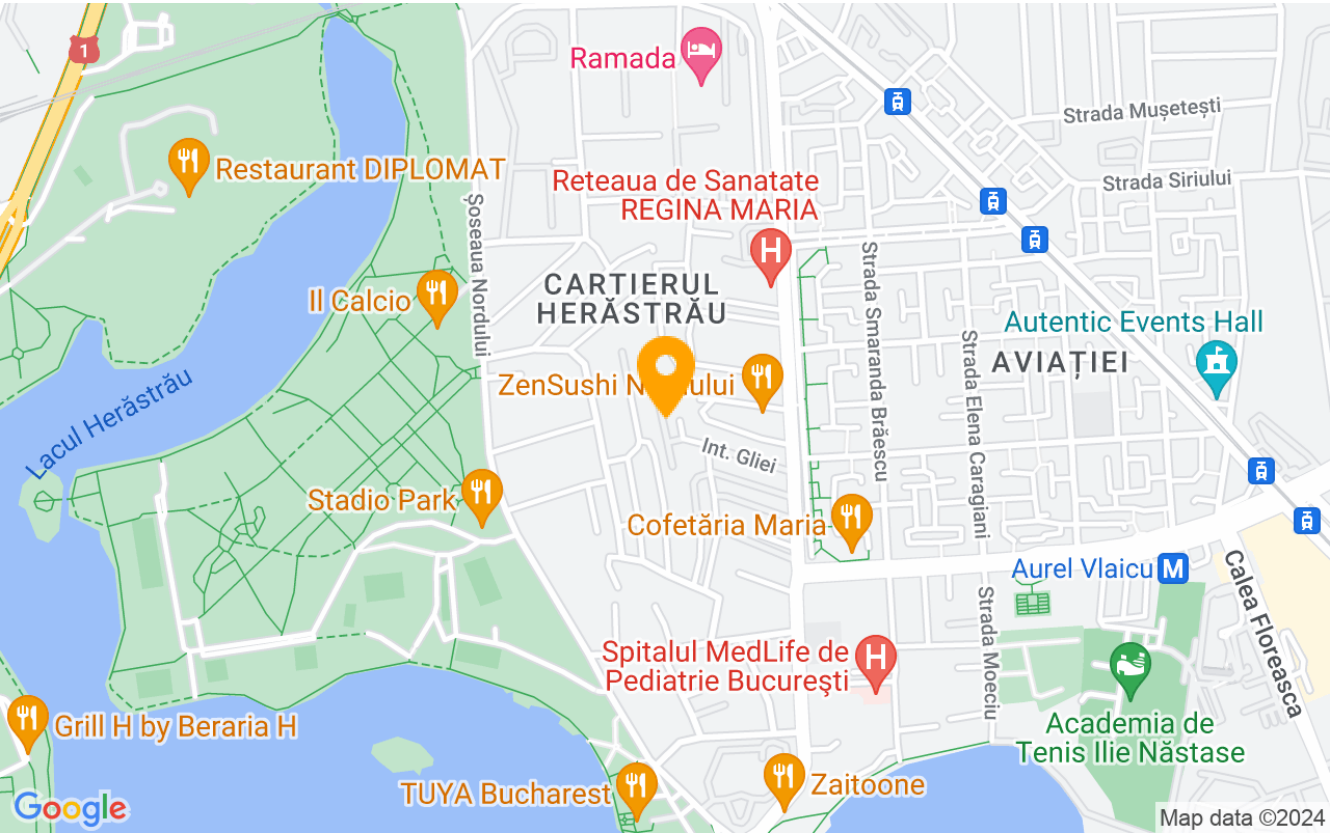 1
Ramada
Strada Mușetești
Restaurant DIPLOMAT
Reteaua de Sanatate
REGINA MARIA
H
Strada Siriului
Șoseaua Nordului
Strada Smaranda Brăescu
CARTIERUL
HERĂSTRĂU
Il Calcio
Autentic Events Hall
AVIAȚIEI
Strada Elena Caragiani
Lacul Herăstrău
ZenSushi
Int. Gliei
Stadio Park
Cofetăria Maria
Aurel Vlaicu M
Calea Floreasca
Strada Moeciu
Spitalul MedLife de
Pediatrie Bucureşti
H
Academia de
Tenis Ilie Năstase
Grill H by Beraria H
TUYA Bucharest
Zaitoone
Google
Map data ©2024